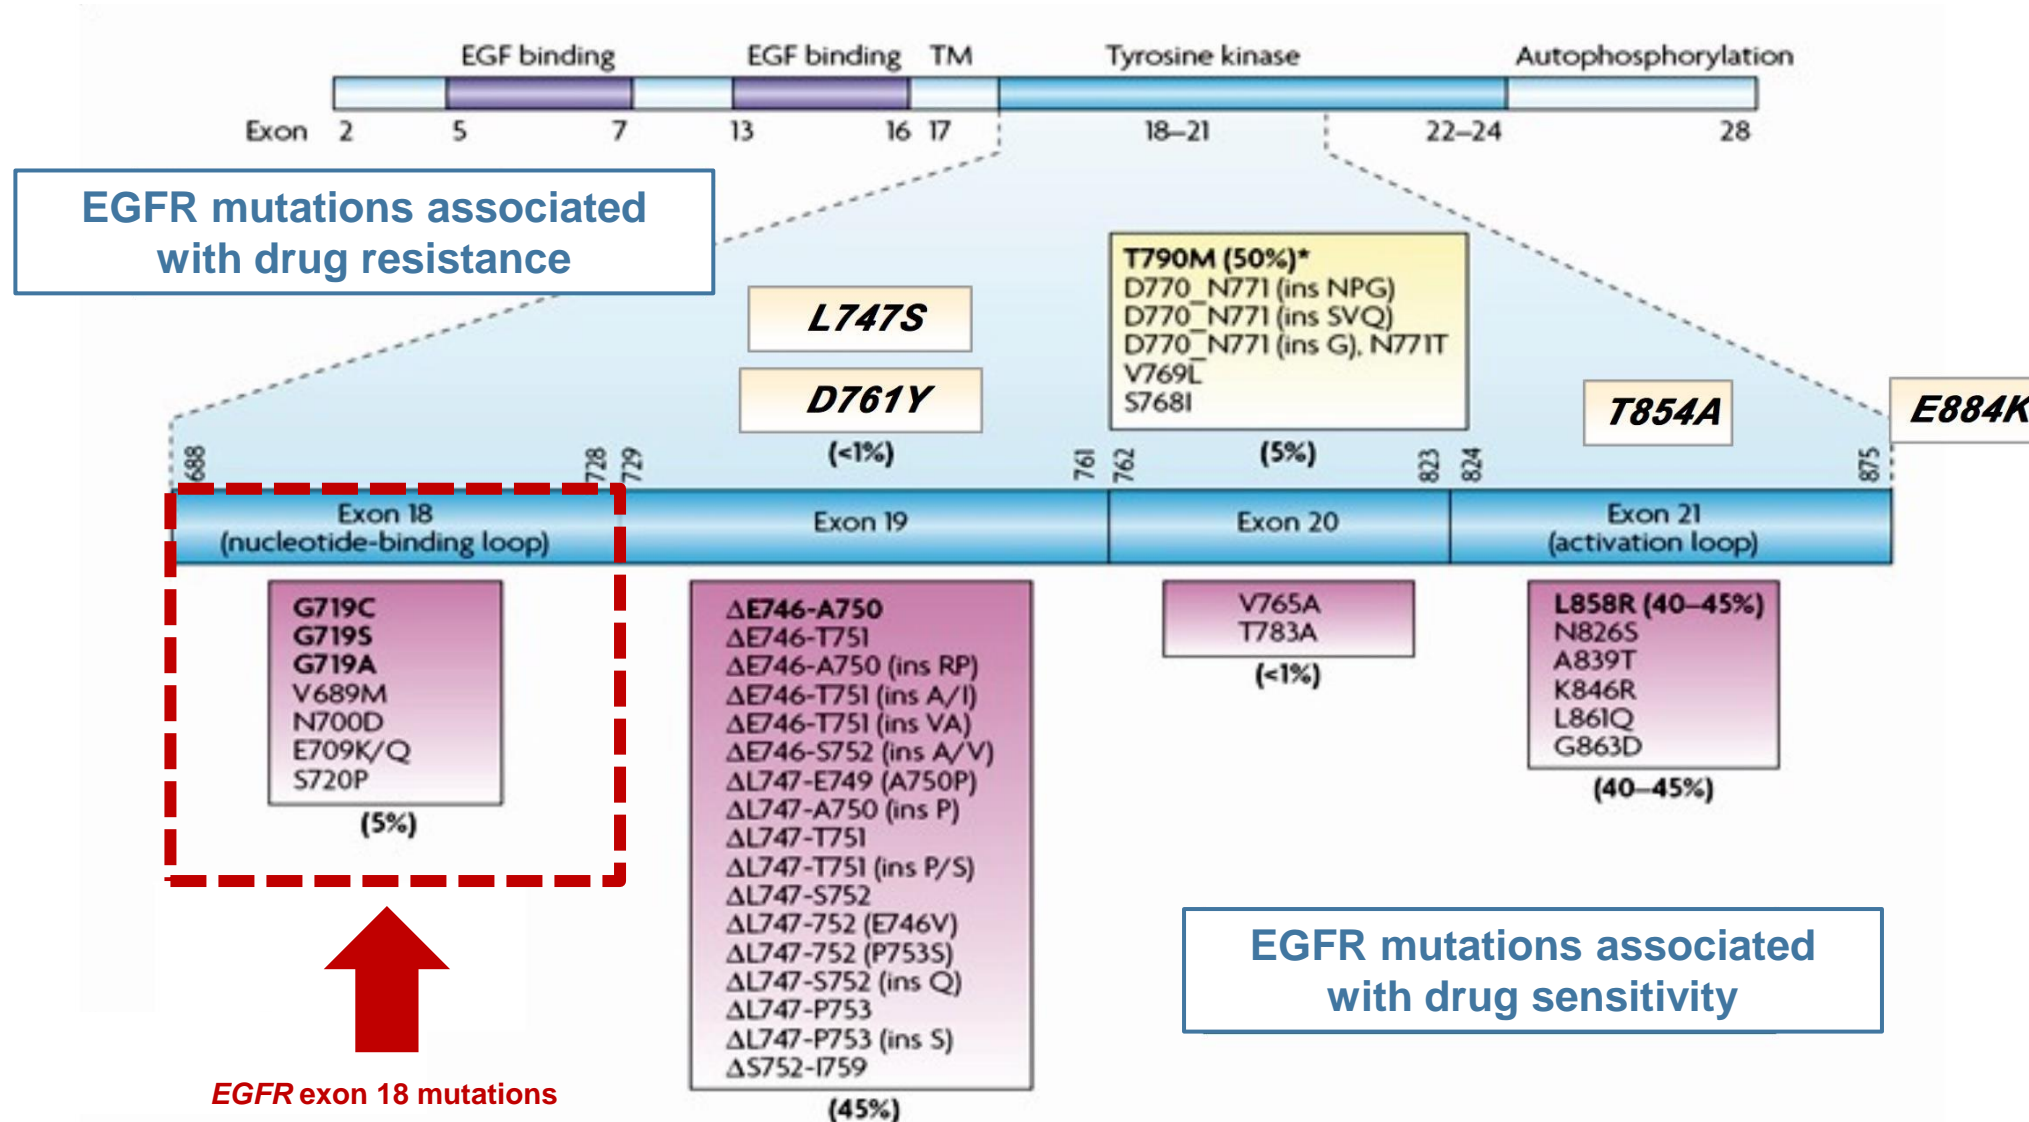 EGF binding EGF binding TM Tyrosine kinase Autophosphorylation
Exon 2 5 7 13 16 17 18–21 22–24 28
EGFR mutations associated
with drug resistance
L747S
D761Y
(<1%)
T790M (50%)*
D770_N771 (ins NPG)
D770_N771 (ins SVQ)
D770_N771 (ins G), N771T
V769L
S768I
(5%)
T854A
E884K
688 728 729 761 762 823 824 875
Exon 18
(nucleotide-binding loop)
Exon 19
Exon 20
Exon 21
(activation loop)
G719C
G719S
G719A
V689M
N700D
E709K/Q
S720P
(5%)
ΔE746-A750
ΔE746-T751
ΔE746-A750 (ins RP)
ΔE746-T751 (ins A/I)
ΔE746-T751 (ins VA)
ΔE746-S752 (ins A/V)
ΔL747-E749 (A750P)
ΔL747-A750 (ins P)
ΔL747-T751
ΔL747-T751 (ins P/S)
ΔL747-S752
ΔL747-752 (E746V)
ΔL747-752 (P753S)
ΔL747-S752 (ins Q)
ΔL747-P753
ΔL747-P753 (ins S)
ΔS752-I759
(45%)
V765A
T783A
(<1%)
L858R (40–45%)
N826S
A839T
K846R
L861Q
G863D
(40–45%)
EGFR mutations associated
with drug sensitivity
EGFR exon 18 mutations